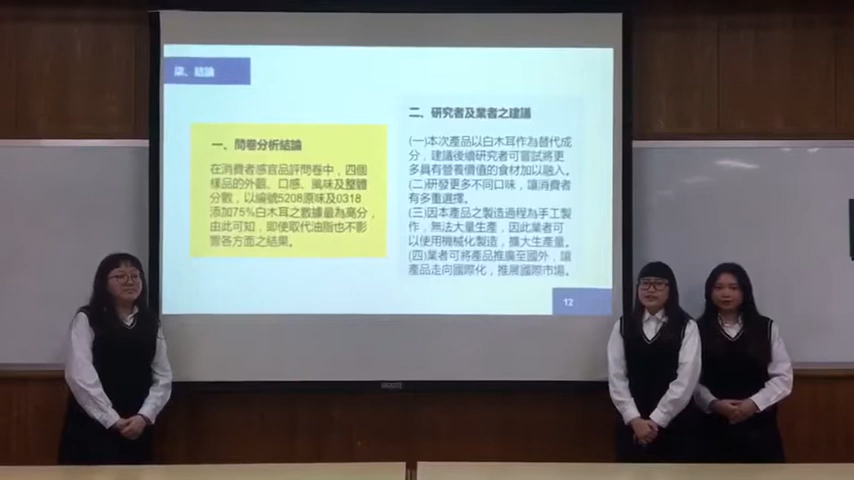 柒、結論
一、問卷分析結論
在消費者感官品評問卷中，四個
樣品的外觀、口感、風味及整體
分數，以編號5208原味及0318
添加75%白木耳之數據最為高分，
由此可知，即使取代油脂也不影
響各方面之結果。
二、研究者及業者之建議
(一)本次產品以白木耳作為替代成
分，建議後續研究者可嘗試將更
多具有營養價值的食材加以融入。
(二)研發更多不同口味，讓消費者
有多重選擇。
(三)因本產品之製造過程為手工製
作，無法大量生產，因此業者可
以使用機械化製造，擴大生產量。
(四)業者可將產品推廣至國外，讓
產品走向國際化，推展國際市場。
12